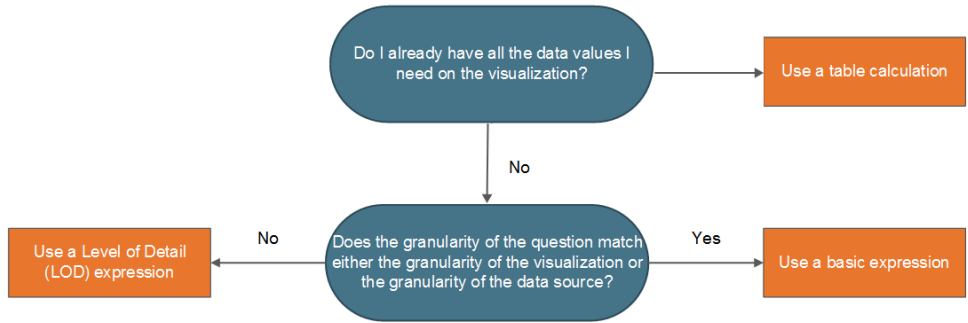 Do I already have all the data values I
need on the visualization?
Use a table calculation
No
Does the granularity of the question match
either the granularity of the visualization or
the granularity of the data source?
No
Yes
Use a Level of Detail
(LOD) expression
Use a basic expression